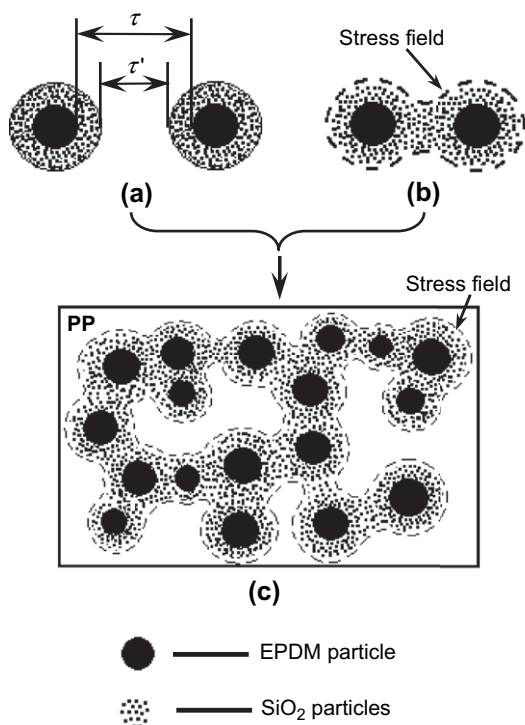 τ
τ'
Stress field
(a)
(b)
Stress field
PP
(c)
EPDM particle
SiO₂ particles